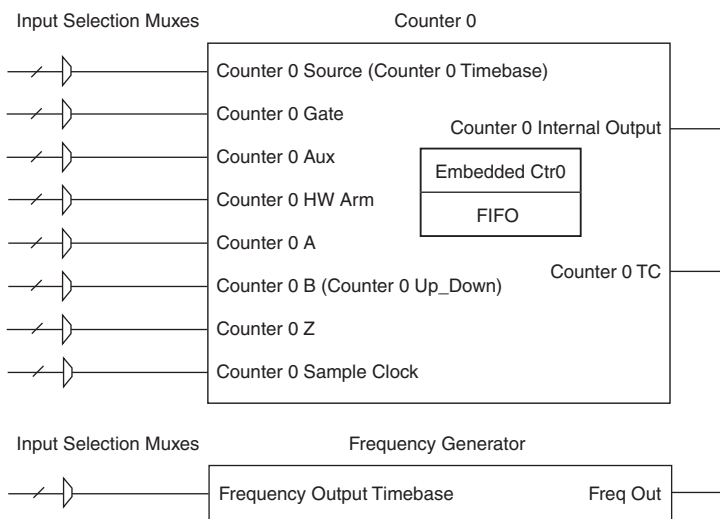 Input Selection Muxes
Counter 0
Counter 0 Source (Counter 0 Timebase)
Counter 0 Gate
Counter 0 Internal Output
Counter 0 Aux
Embedded Ctr0
Counter 0 HW Arm
FIFO
Counter 0 A
Counter 0 TC
Counter 0 B (Counter 0 Up_Down)
Counter 0 Z
Counter 0 Sample Clock
Input Selection Muxes
Frequency Generator
Frequency Output Timebase
Freq Out